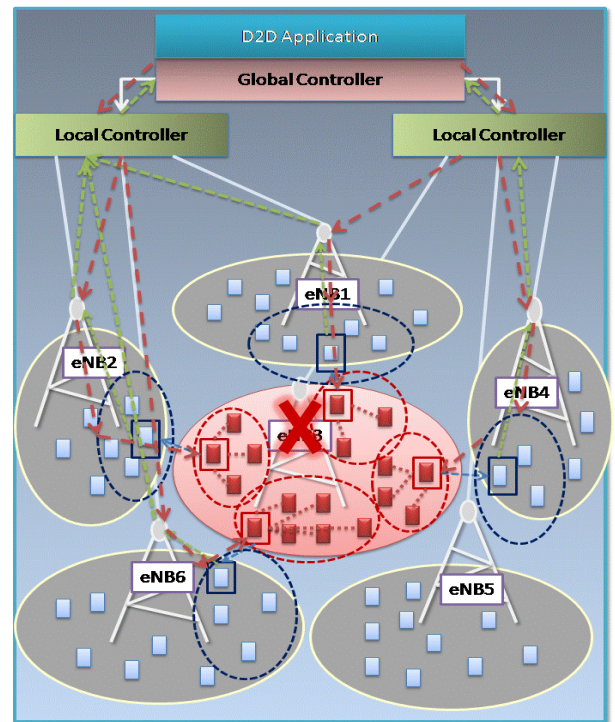 D2D Application
Global Controller
Local Controller
Local Controller
eNB1
eNB2
eNB4
eNB6
eNB5